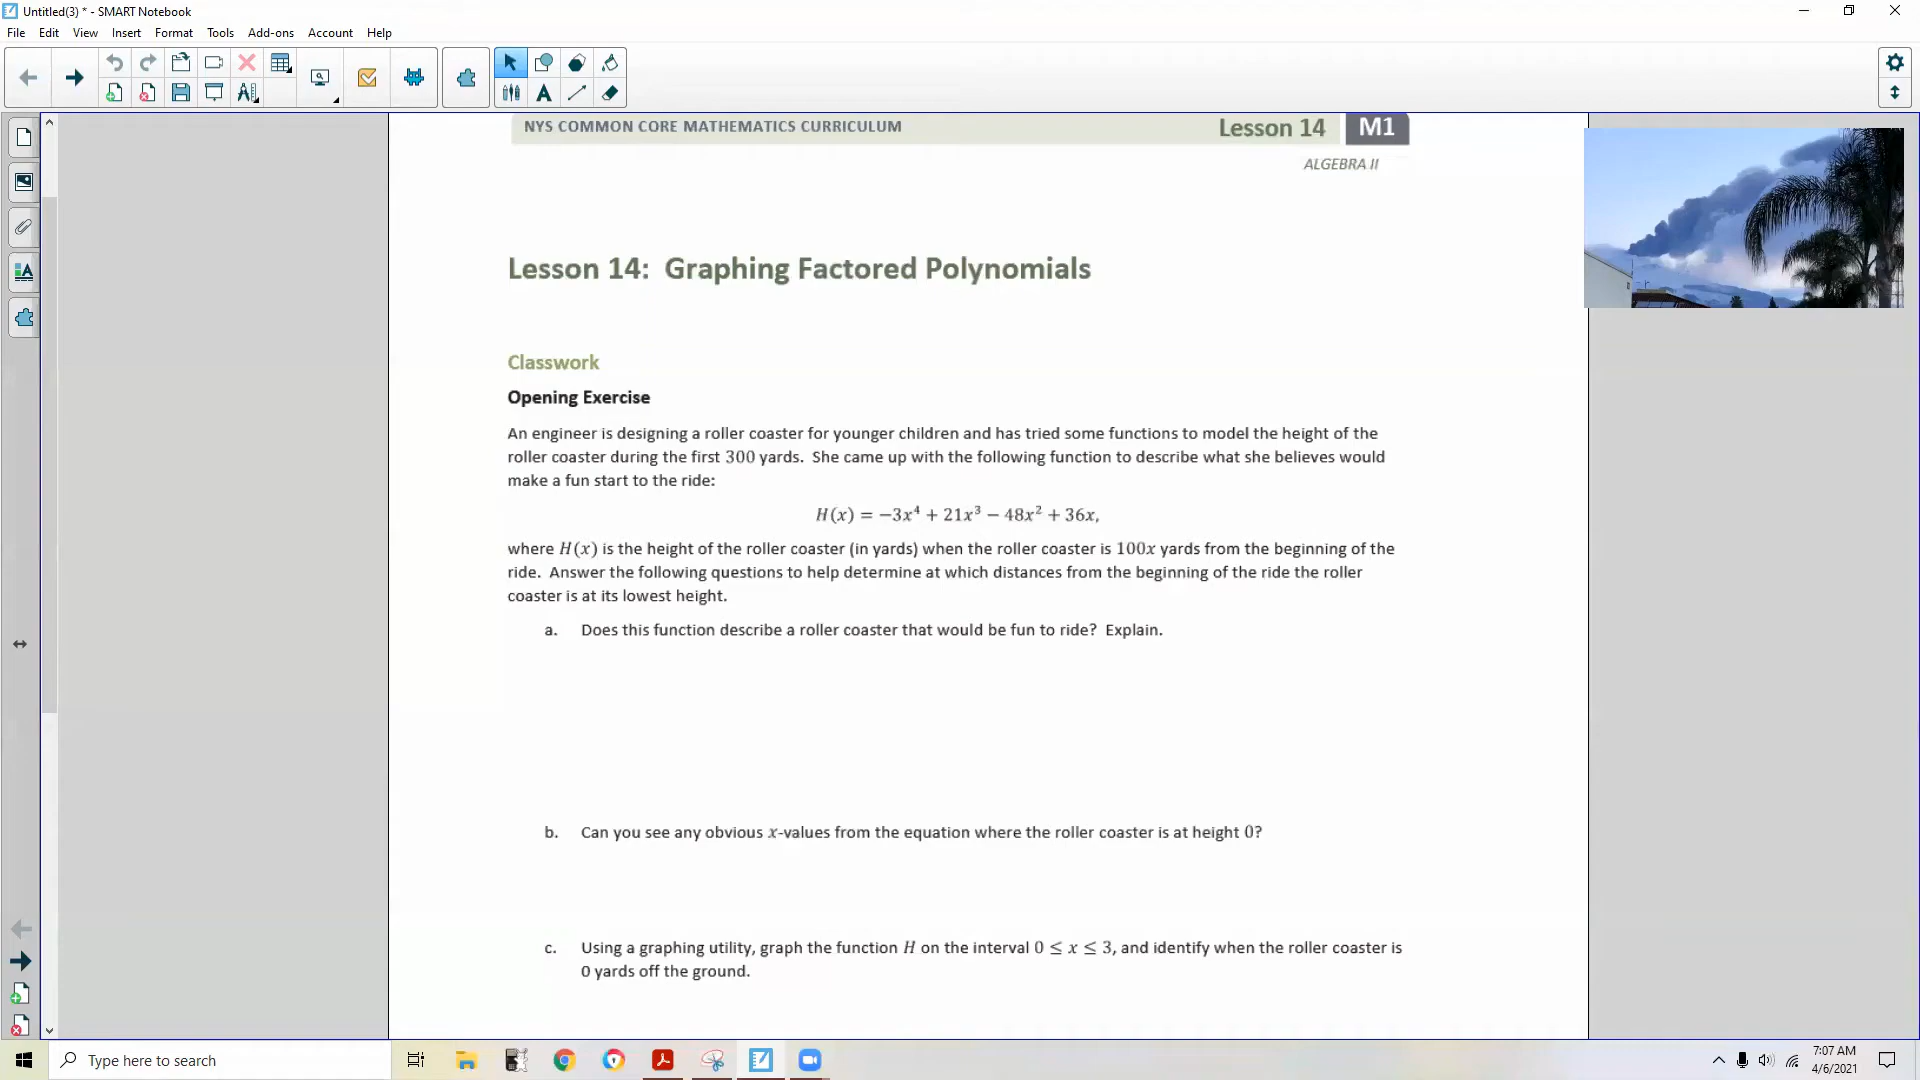 Untitled(3) * - SMART Notebook
File Edit View Insert Format Tools Add-ons Account Help
NYS COMMON CORE MATHEMATICS CURRICULUM Lesson 14 M1
ALGEBRA II
Lesson 14: Graphing Factored Polynomials
Classwork
Opening Exercise
An engineer is designing a roller coaster for younger children and has tried some functions to model the height of the
roller coaster during the first 300 yards. She came up with the following function to describe what she believes would
make a fun start to the ride:
H(x) = −3x⁴ + 21x³ − 48x² + 36x,
where H(x) is the height of the roller coaster (in yards) when the roller coaster is 100x yards from the beginning of the
ride. Answer the following questions to help determine at which distances from the beginning of the ride the roller
coaster is at its lowest height.
a. Does this function describe a roller coaster that would be fun to ride? Explain.
b. Can you see any obvious x-values from the equation where the roller coaster is at height 0?
c. Using a graphing utility, graph the function H on the interval 0 ≤ x ≤ 3, and identify when the roller coaster is
0 yards off the ground.
Type here to search
7:07 AM
4/6/2021